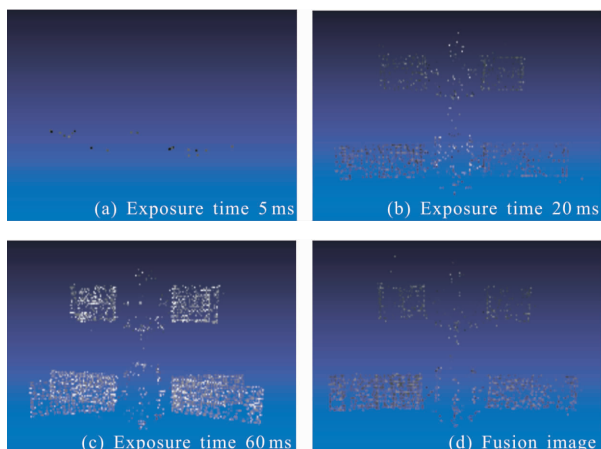 (a) Exposure time 5 ms
(b) Exposure time 20 ms
(c) Exposure time 60 ms
(d) Fusion image